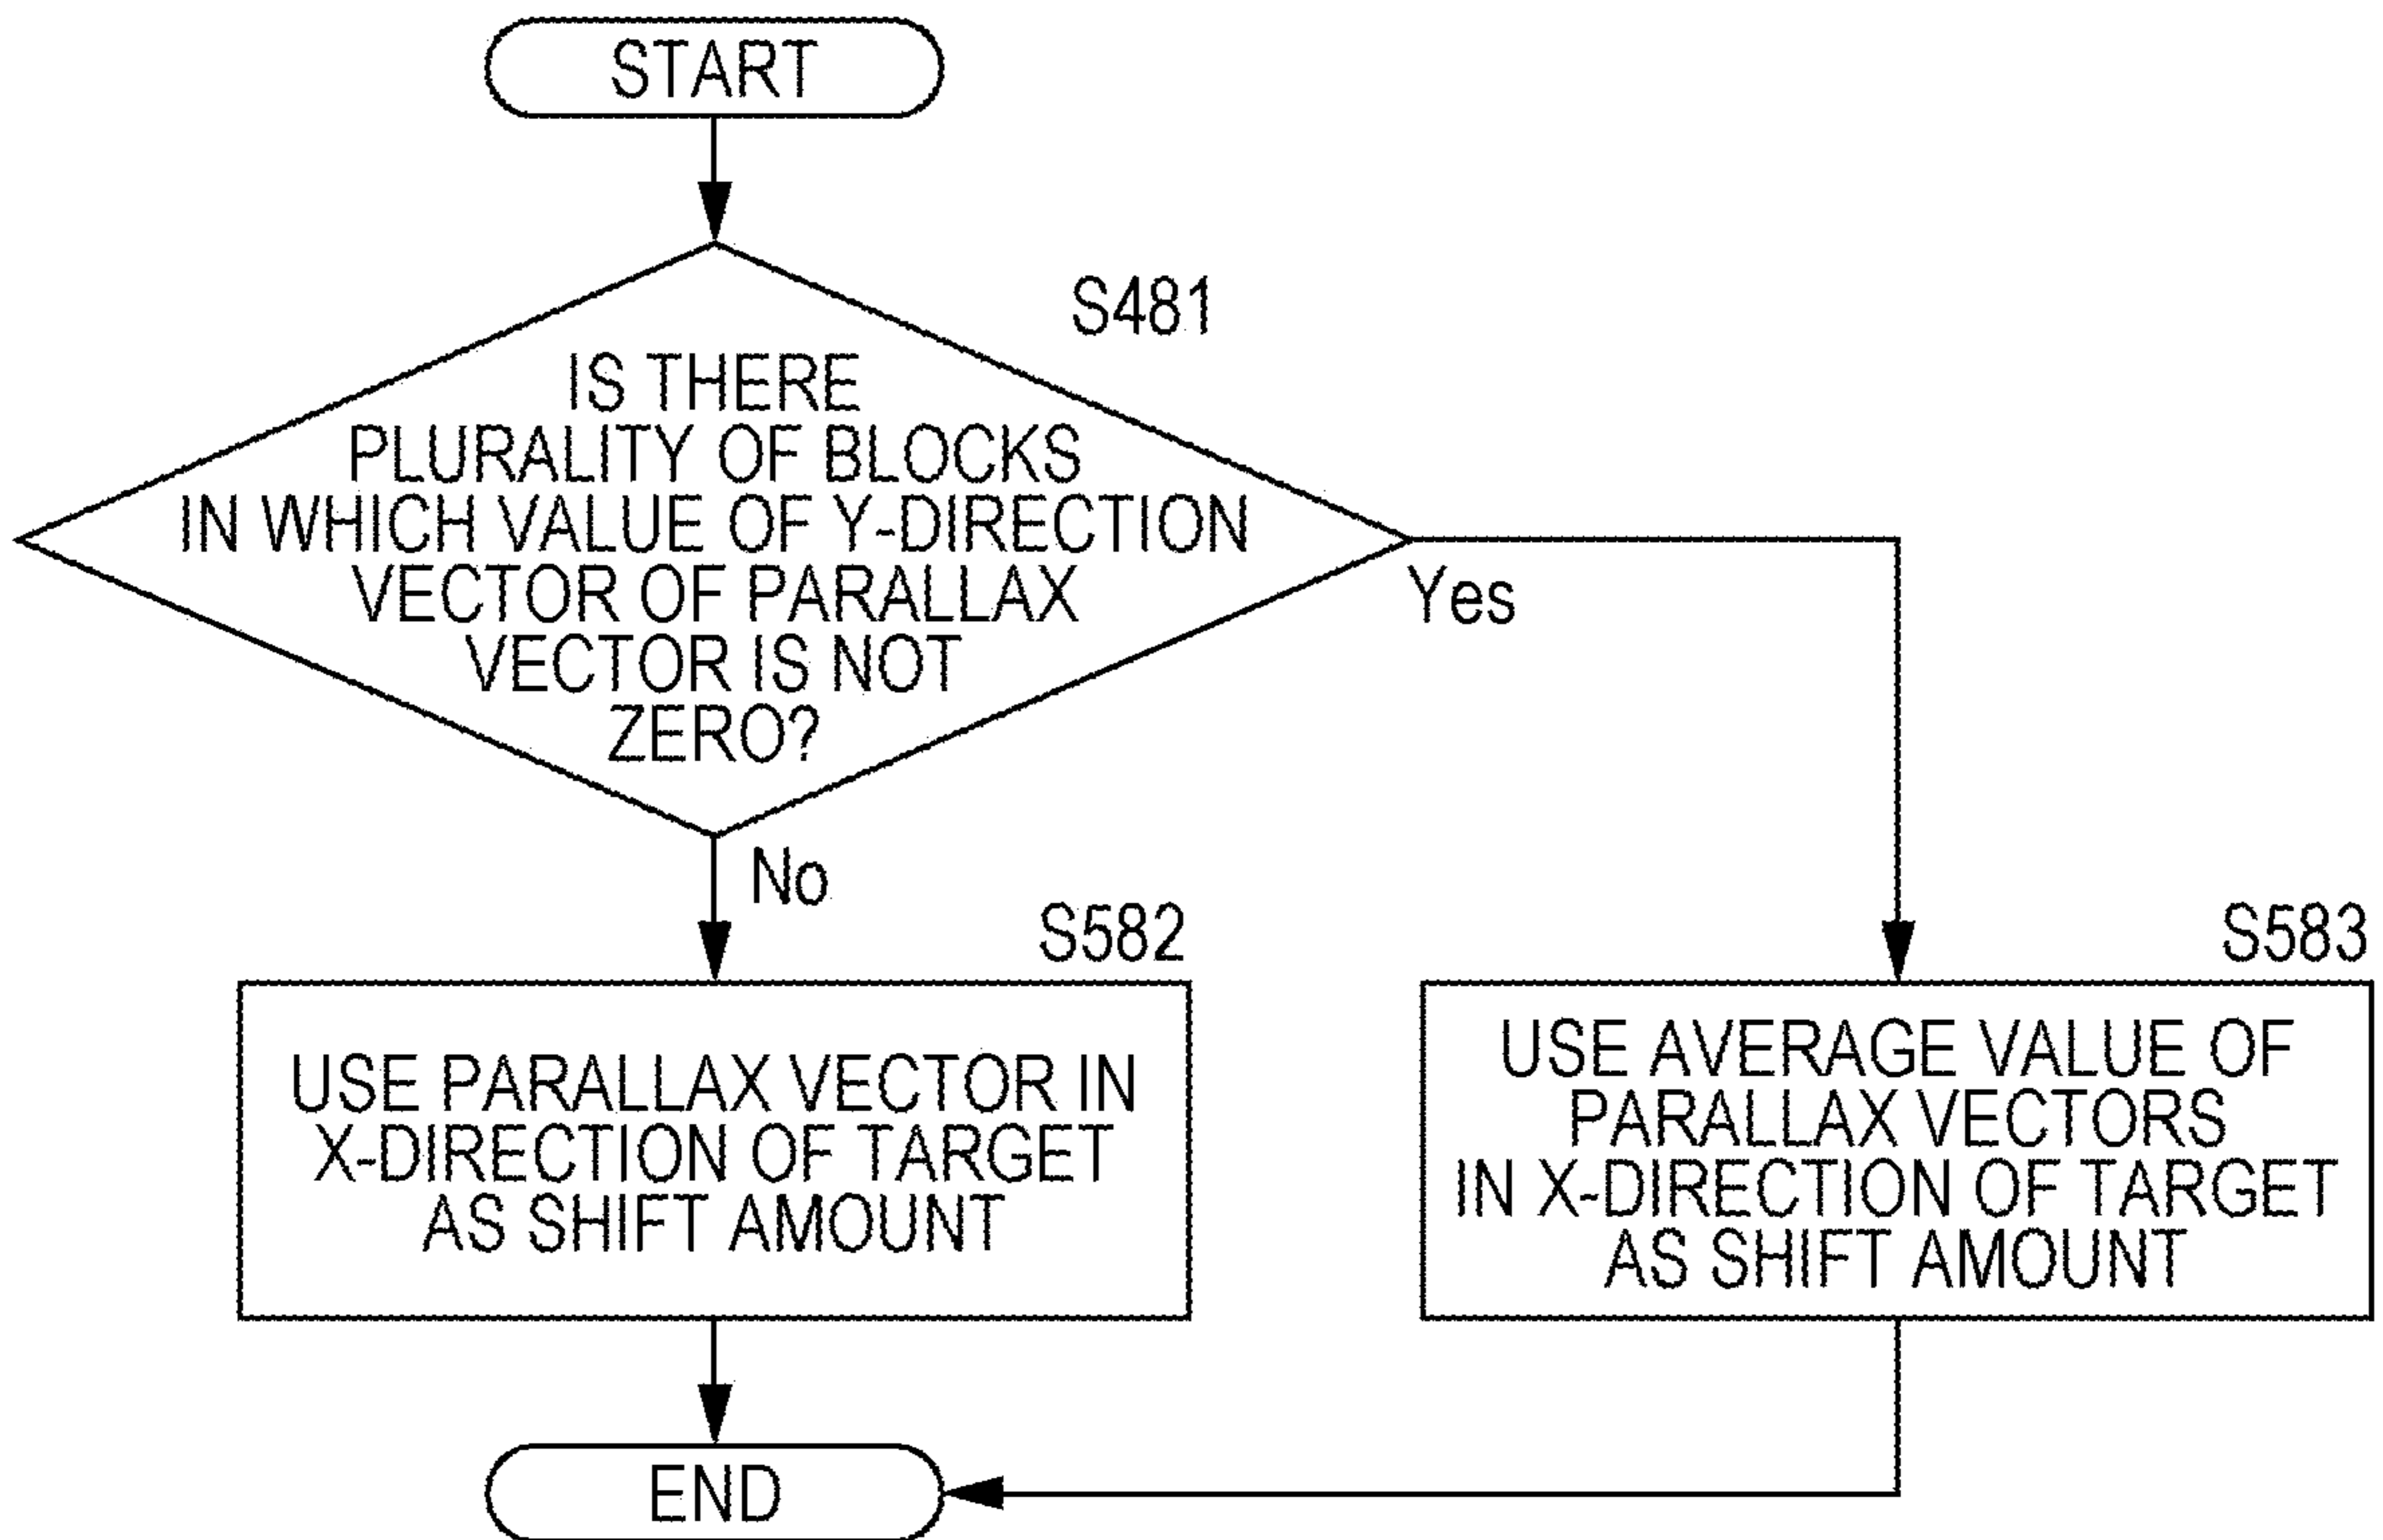 START
S481
IS THERE
PLURALITY OF BLOCKS
IN WHICH VALUE OF Y-DIRECTION
VECTOR OF PARALLAX
VECTOR IS NOT
ZERO?
Yes
No
S582
USE PARALLAX VECTOR IN
X-DIRECTION OF TARGET
AS SHIFT AMOUNT
S583
USE AVERAGE VALUE OF
PARALLAX VECTORS
IN X-DIRECTION OF TARGET
AS SHIFT AMOUNT
END